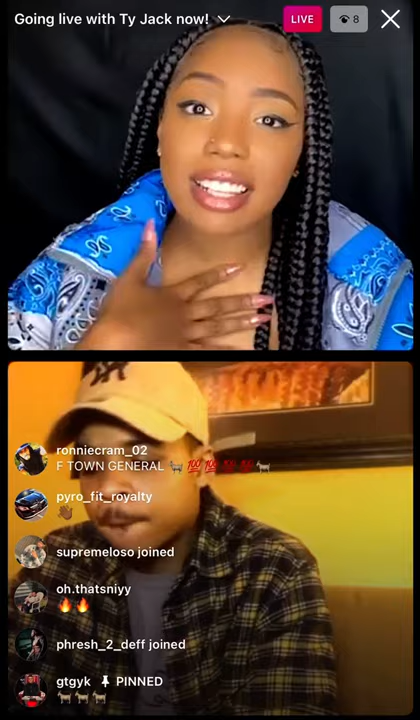 Going live with Ty Jack now!
LIVE
8
NY
ronniecram_02
F TOWN GENERAL 🐐 💯 💯 💯 💯 🐐
pyro_fit_royalty
👋🏾
supremeloso joined
oh.thatsniyy
🔥🔥
phresh_2_deff joined
gtgyk 📌 PINNED
🐐🐐🐐